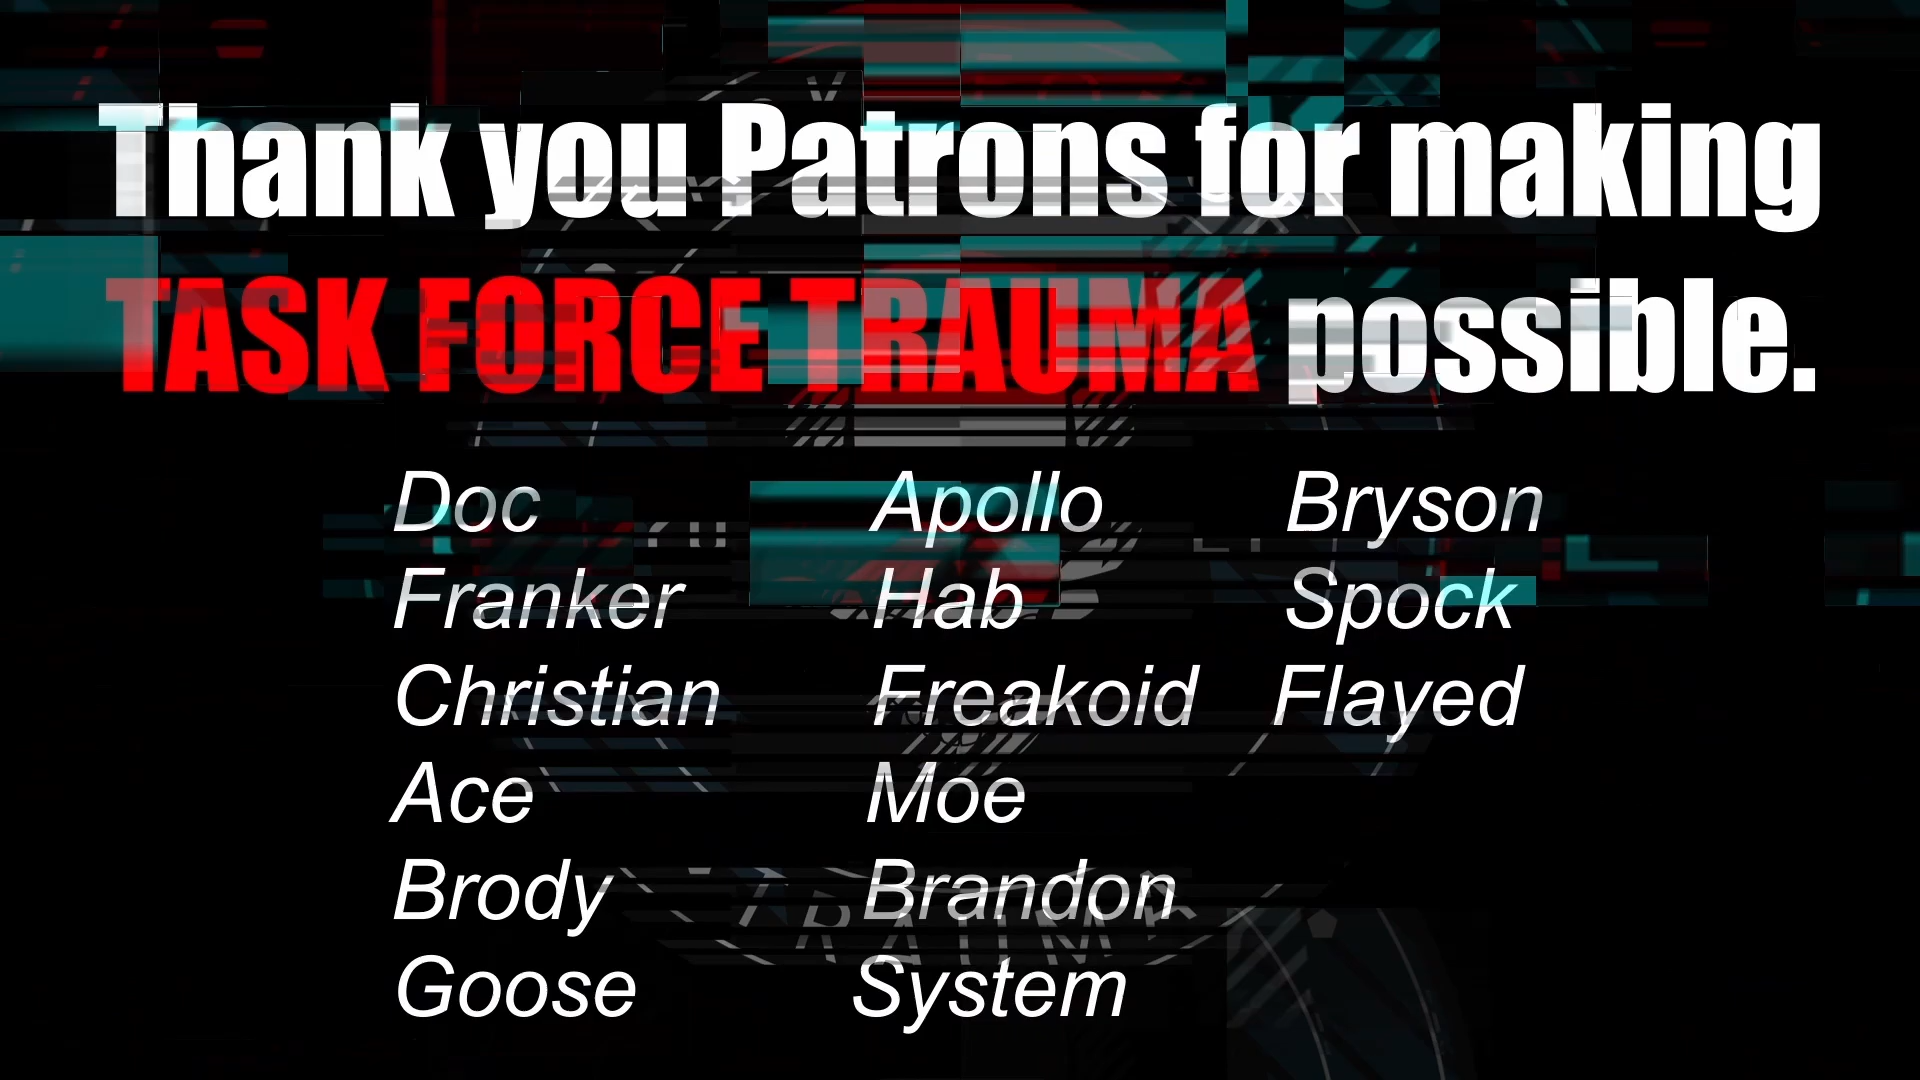 Thank you Patrons for making
TASK FORCE TRAUMA possible.
Doc
Franker
Christian
Ace
Brody
Goose
Apollo
Hab
Freakoid
Moe
Brandon
System
Bryson
Spock
Flayed
TRAUMA